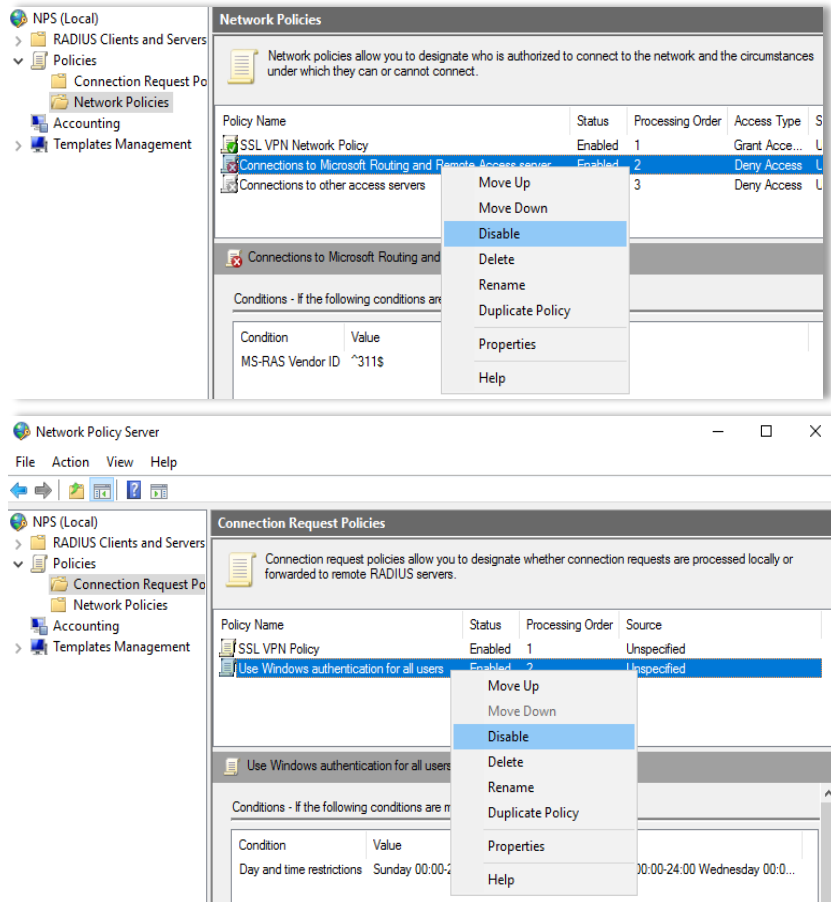 NPS (Local)
RADIUS Clients and Servers
Policies
Connection Request Po
Network Policies
Accounting
Templates Management
Network Policies
Network policies allow you to designate who is authorized to connect to the network and the circumstances
under which they can or cannot connect.
Policy Name Status Processing Order Access Type S
SSL VPN Network Policy Enabled 1 Grant Acce... U
Connections to Microsoft Routing and Remote Access server Enabled 2 Deny Access U
Connections to other access servers 3 Deny Access U
Move Up
Move Down
Disable
Delete
Rename
Duplicate Policy
Properties
Help
Connections to Microsoft Routing and
Conditions - If the following conditions are
Condition Value
MS-RAS Vendor ID ^311$
Network Policy Server
File Action View Help
NPS (Local)
RADIUS Clients and Servers
Policies
Connection Request Po
Network Policies
Accounting
Templates Management
Connection Request Policies
Connection request policies allow you to designate whether connection requests are processed locally or
forwarded to remote RADIUS servers.
Policy Name Status Processing Order Source
SSL VPN Policy Enabled 1 Unspecified
Use Windows authentication for all users Enabled 2 Unspecified
Move Up
Move Down
Disable
Delete
Rename
Duplicate Policy
Properties
Help
Use Windows authentication for all users
Conditions - If the following conditions are m
Condition Value
Day and time restrictions Sunday 00:00-2 00:00-24:00 Wednesday 00:0...